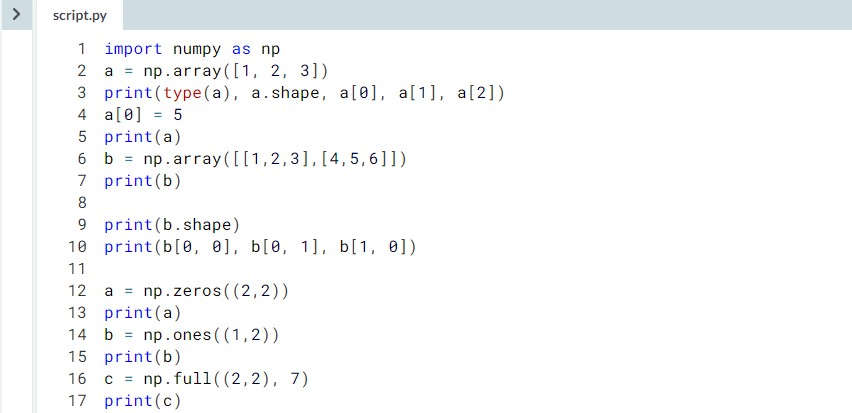 script.py
1 import numpy as np
2 a = np.array([1, 2, 3])
3 print(type(a), a.shape, a[0], a[1], a[2])
4 a[0] = 5
5 print(a)
6 b = np.array([[1,2,3],[4,5,6]])
7 print(b)
8
9 print(b.shape)
10 print(b[0, 0], b[0, 1], b[1, 0])
11
12 a = np.zeros((2,2))
13 print(a)
14 b = np.ones((1,2))
15 print(b)
16 c = np.full((2,2), 7)
17 print(c)